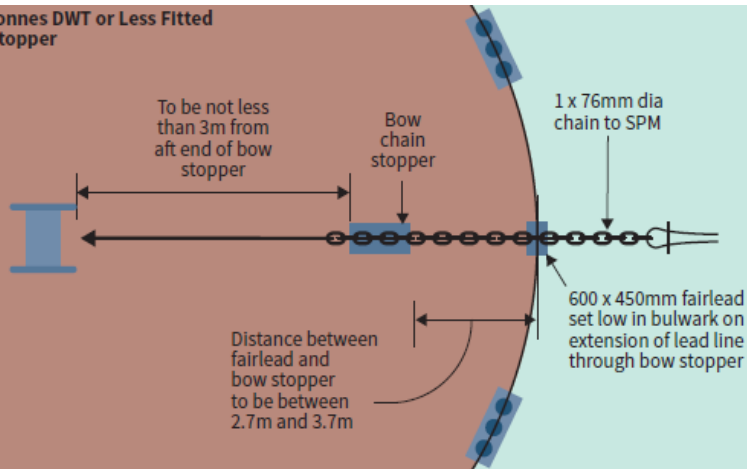 onnes DWT or Less Fitted
topper
To be not less
than 3m from
aft end of bow
stopper
Bow
chain
stopper
1 x 76mm dia
chain to SPM
600 x 450mm fairlead
set low in bulwark on
extension of lead line
through bow stopper
Distance between
fairlead and
bow stopper
to be between
2.7m and 3.7m